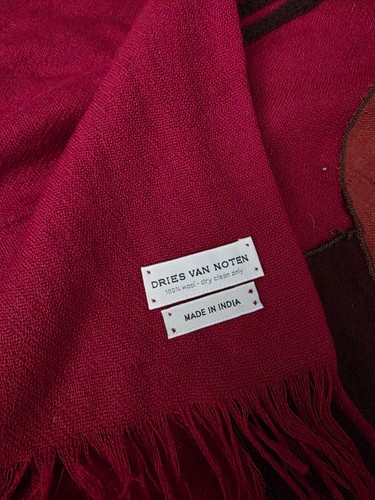 DRIES VAN NOTEN
100% wool - dry clean only
MADE IN INDIA